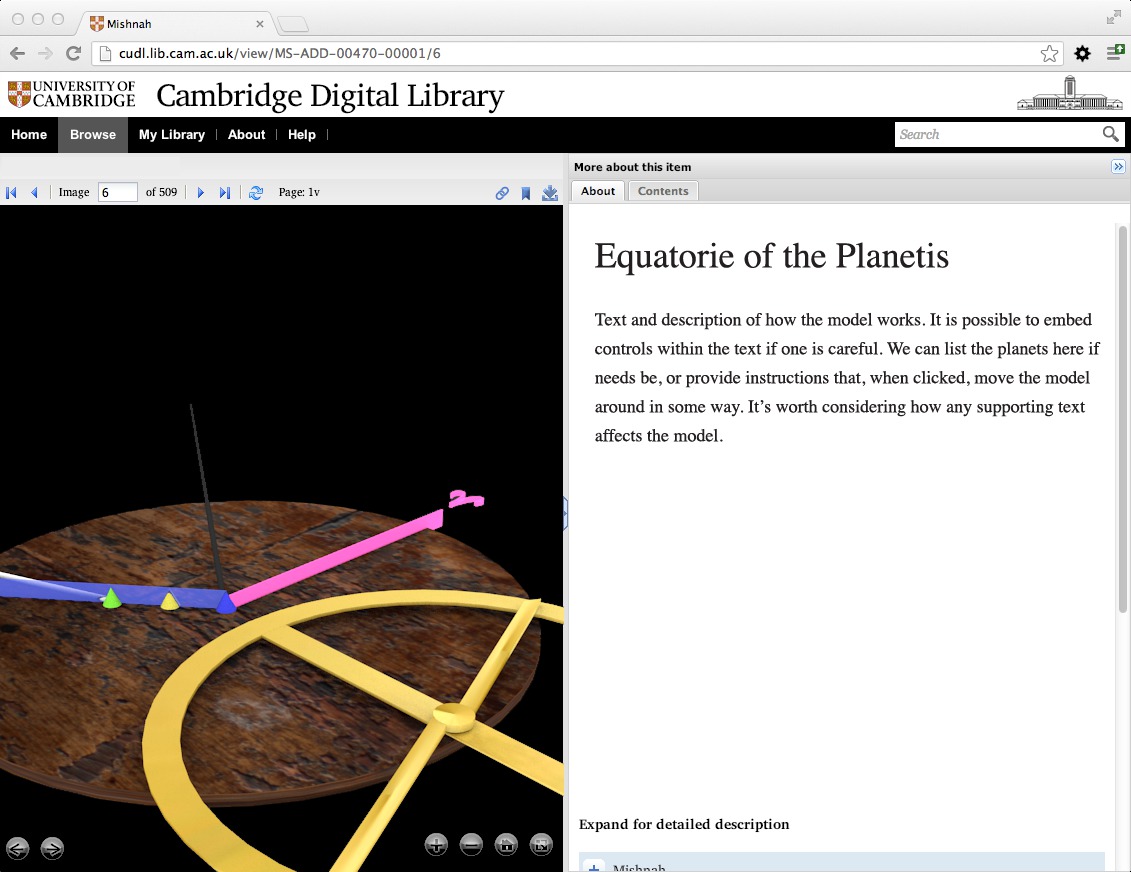 Mishnah
cudl.lib.cam.ac.uk/view/MS-ADD-00470-00001/6
UNIVERSITY OF
CAMBRIDGE
Cambridge Digital Library
Home Browse My Library About Help Search
More about this item
Image 6 of 509 Page: 1v
About Contents
Equatorie of the Planetis
Text and description of how the model works. It is possible to embed
controls within the text if one is careful. We can list the planets here if
needs be, or provide instructions that, when clicked, move the model
around in some way. It’s worth considering how any supporting text
affects the model.
Expand for detailed description
Mishnah